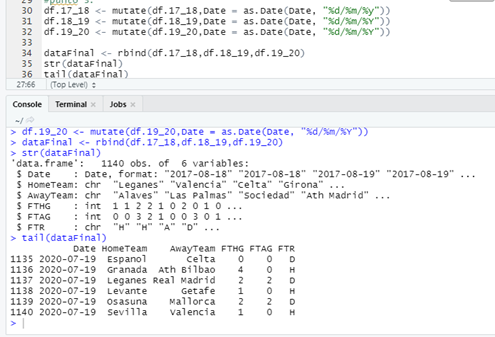 30 df.17_18 <- mutate(df.17_18,Date = as.Date(Date, "%d/%m/%y"))
31 df.18_19 <- mutate(df.18_19,Date = as.Date(Date, "%d/%m/%Y"))
32 df.19_20 <- mutate(df.19_20,Date = as.Date(Date, "%d/%m/%Y"))
33
34 dataFinal <- rbind(df.17_18,df.18_19,df.19_20)
35 str(dataFinal)
36 tail(dataFinal)
27:66 (Top Level)
Console Terminal Jobs
~/
> df.19_20 <- mutate(df.19_20,Date = as.Date(Date, "%d/%m/%Y"))
> dataFinal <- rbind(df.17_18,df.18_19,df.19_20)
> str(dataFinal)
'data.frame': 1140 obs. of 6 variables:
$ Date : Date, format: "2017-08-18" "2017-08-18" "2017-08-19" "2017-08-19" ...
$ HomeTeam: chr "Leganes" "Valencia" "Celta" "Girona" ...
$ AwayTeam: chr "Alaves" "Las Palmas" "Sociedad" "Ath Madrid" ...
$ FTHG : int 1 1 2 2 1 0 2 0 1 0 ...
$ FTAG : int 0 0 3 2 1 0 0 3 0 1 ...
$ FTR : chr "H" "H" "A" "D" ...
> tail(dataFinal)
Date HomeTeam AwayTeam FTHG FTAG FTR
1135 2020-07-19 Espanol Celta 0 0 D
1136 2020-07-19 Granada Ath Bilbao 4 0 H
1137 2020-07-19 Leganes Real Madrid 2 2 D
1138 2020-07-19 Levante Getafe 1 0 H
1139 2020-07-19 Osasuna Mallorca 2 2 D
1140 2020-07-19 Sevilla Valencia 1 0 H
>